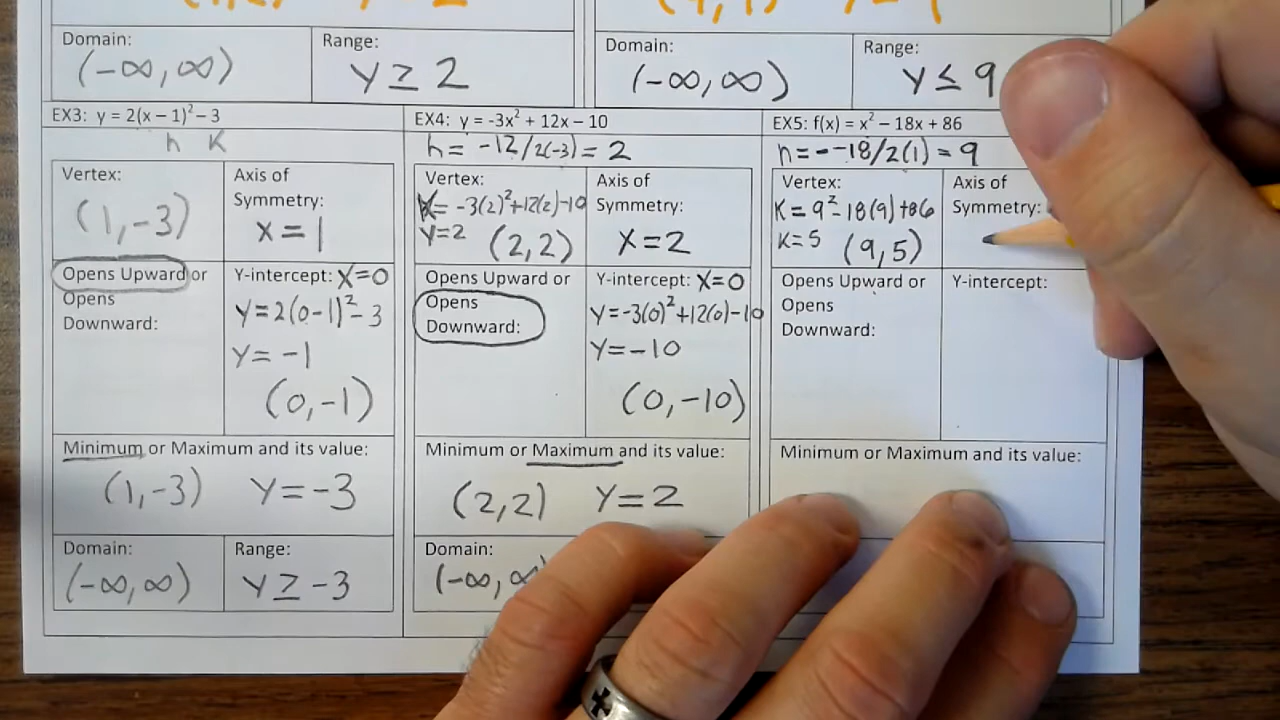 Domain:
(-∞, ∞)
Range:
y ≥ 2
Domain:
(-∞, ∞)
Range:
y ≤ 9
EX3: y = 2(x – 1)² – 3
h K
Vertex:
(1, -3)
Axis of
Symmetry:
x = 1
Opens Upward or
Opens
Downward:
Y-intercept: x=0
y = 2(0-1)² - 3
y = -1
(0, -1)
Minimum or Maximum and its value:
(1, -3) y = -3
Domain:
(-∞, ∞)
Range:
y ≥ -3
EX4: y = -3x² + 12x – 10
h = -12/2(-3) = 2
Vertex:
= -3(2)²+12(2)-10
y=2 (2,2)
Axis of
Symmetry:
x = 2
Opens Upward or
Opens
Downward:
Y-intercept: x=0
y=-3(0)²+12(0)-10
y=-10
(0, -10)
Minimum or Maximum and its value:
(2,2) y = 2
Domain:
(-∞, ∞
EX5: f(x) = x² – 18x + 86
h = --18/2(1) = 9
Vertex:
K = 9²-18(9)+86
K=5 (9,5)
Axis of
Symmetry:
Opens Upward or
Opens
Downward:
Y-intercept:
Minimum or Maximum and its value: